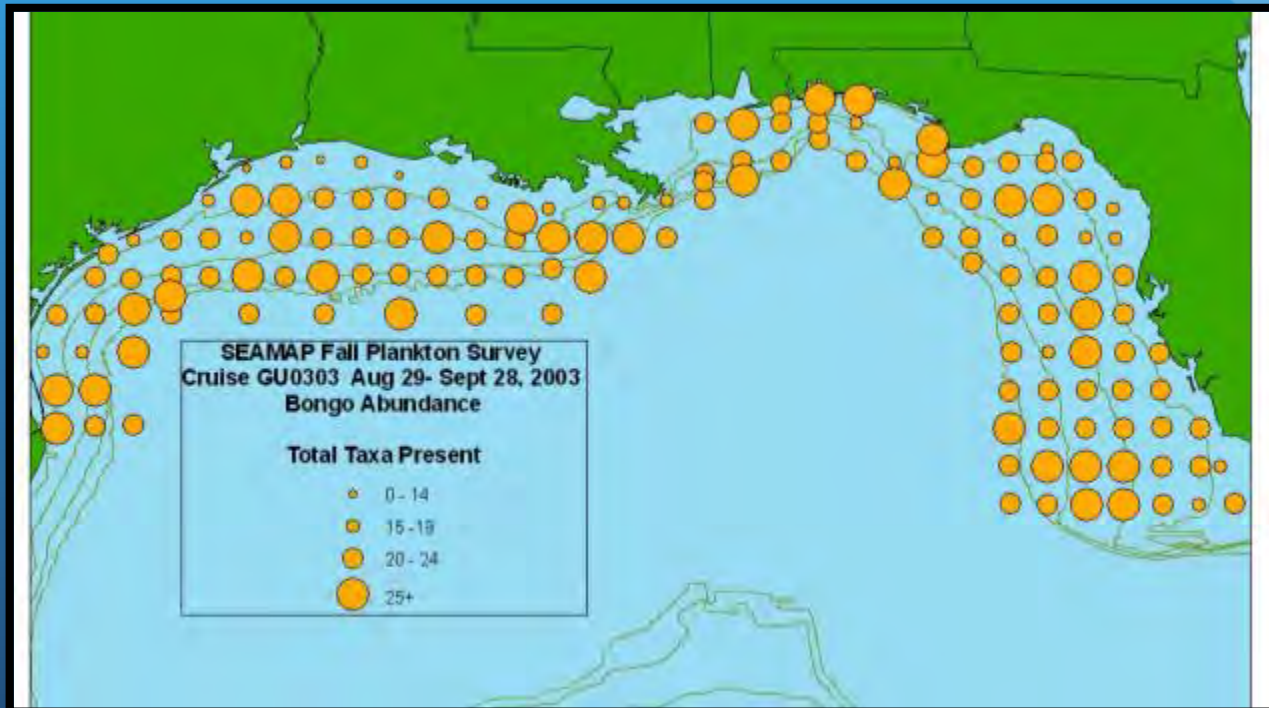 SEAMAP Fall Plankton Survey
Cruise GU0303 Aug 29- Sept 28, 2003
Bongo Abundance
Total Taxa Present
0 - 14
15 -19
20 - 24
25+